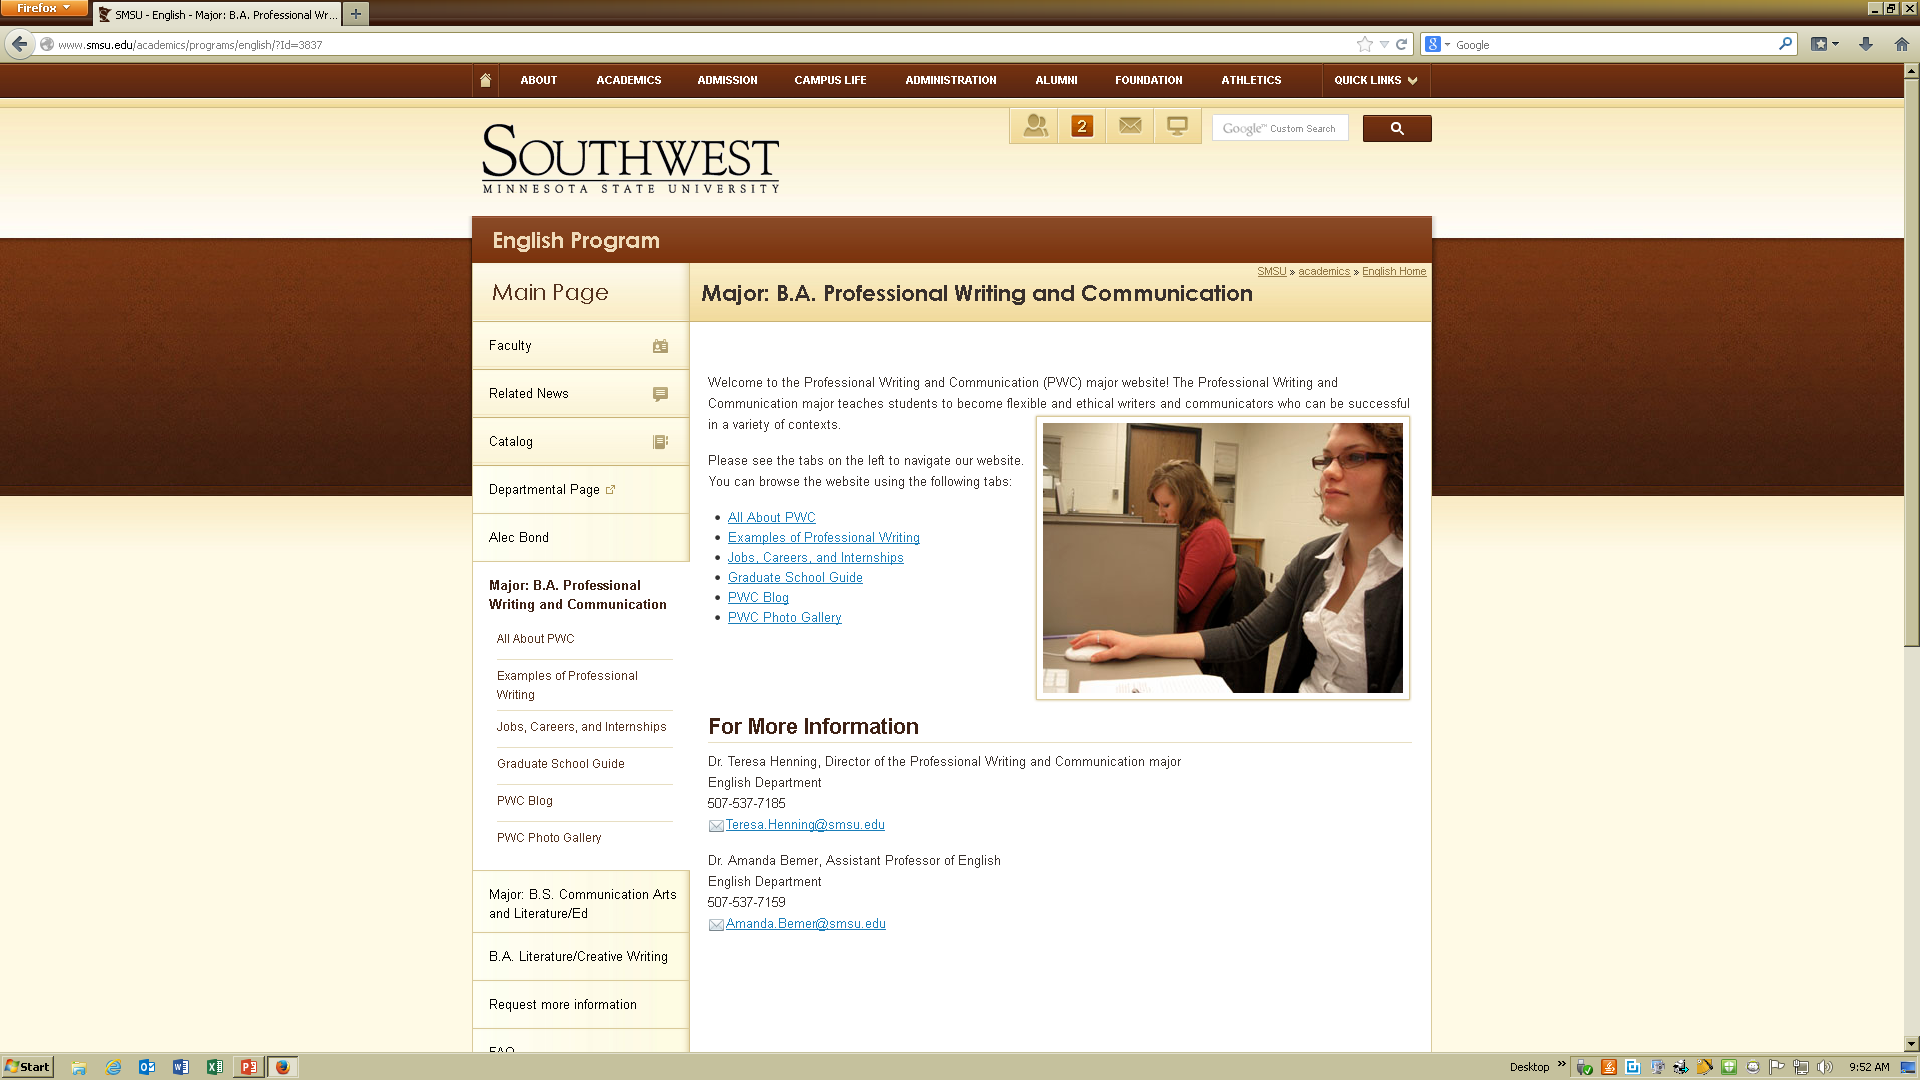 Firefox
SMSU - English - Major: B.A. Professional Wr...
www.smsu.edu/academics/programs/english/?Id=3837
Google
ABOUT ACADEMICS ADMISSION CAMPUS LIFE ADMINISTRATION ALUMNI FOUNDATION ATHLETICS QUICK LINKS
2
Google™ Custom Search
SOUTHWEST
MINNESOTA STATE UNIVERSITY
English Program
SMSU » academics » English Home
Main Page
Major: B.A. Professional Writing and Communication
Faculty
Related News
Catalog
Departmental Page
Alec Bond
Major: B.A. Professional
Writing and Communication
All About PWC
Examples of Professional
Writing
Jobs, Careers, and Internships
Graduate School Guide
PWC Blog
PWC Photo Gallery
Major: B.S. Communication Arts
and Literature/Ed
B.A. Literature/Creative Writing
Request more information
FAQ
Welcome to the Professional Writing and Communication (PWC) major website! The Professional Writing and
Communication major teaches students to become flexible and ethical writers and communicators who can be successful
in a variety of contexts.
Please see the tabs on the left to navigate our website.
You can browse the website using the following tabs:
• All About PWC
• Examples of Professional Writing
• Jobs, Careers, and Internships
• Graduate School Guide
• PWC Blog
• PWC Photo Gallery
For More Information
Dr. Teresa Henning, Director of the Professional Writing and Communication major
English Department
507-537-7185
Teresa.Henning@smsu.edu
Dr. Amanda Bemer, Assistant Professor of English
English Department
507-537-7159
Amanda.Bemer@smsu.edu
Start
Desktop
9:52 AM